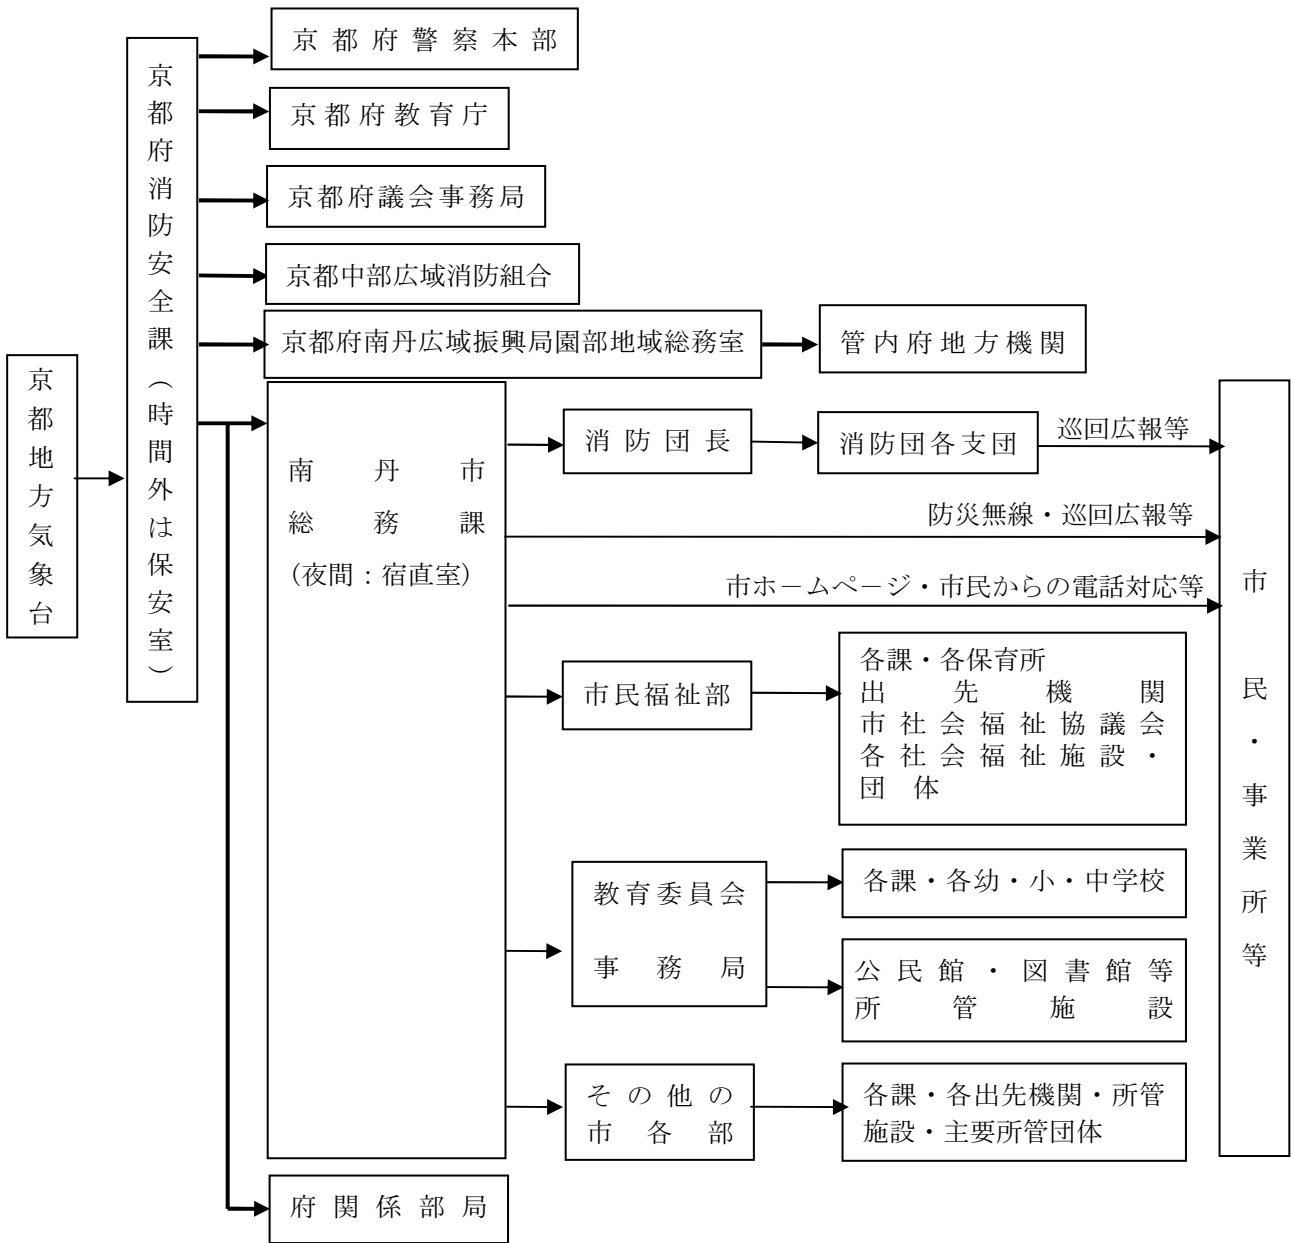 京都地方気象台
京都府消防安全課（時間外は保安室）
京都府警察本部
京都府教育庁
京都府議会事務局
京都中部広域消防組合
京都府南丹広域振興局園部地域総務室
管内府地方機関
南丹市
総務課
（夜間：宿直室）
消防団長
消防団各支団
巡回広報等
防災無線・巡回広報等
市ホームページ・市民からの電話対応等
市民福祉部
各課・各保育所
出先機関
市社会福祉協議会
各社会福祉施設・
団体
教育委員会
事務局
各課・各幼・小・中学校
公民館・図書館等
所管施設
その他の
市各部
各課・各出先機関・所管
施設・主要所管団体
府関係部局
市民・事業所等